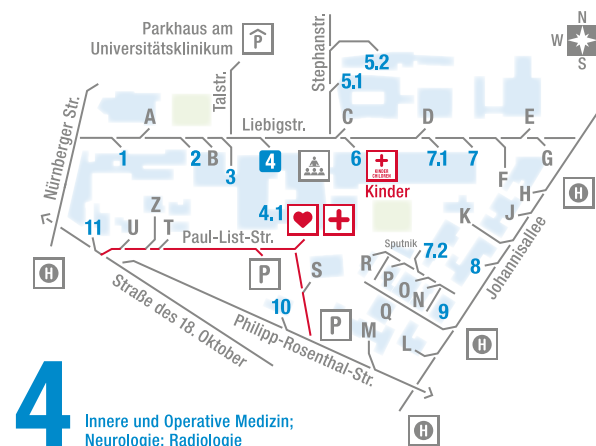 Parkhaus am
Universitätsklinikum
P
N
W
S
Stephanstr.
5.2
5.1
Talstr.
Nürnberger Str.
A
Liebigstr.
C
D
E
1
2
B
3
4
6
KINDER
CHILDREN
Kinder
7.1
7
F
G
H
H
J
K
4.1
Z
11
U
T
Paul-List-Str.
Sputnik
7.2
Johannisallee
8
H
P
S
R
P
O
N
9
Q
Straße des 18. Oktober
10
Philipp-Rosenthal-Str.
P
M
L
H
H
4
Innere und Operative Medizin;
Neurologie; Radiologie